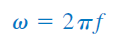 ω = 2πf